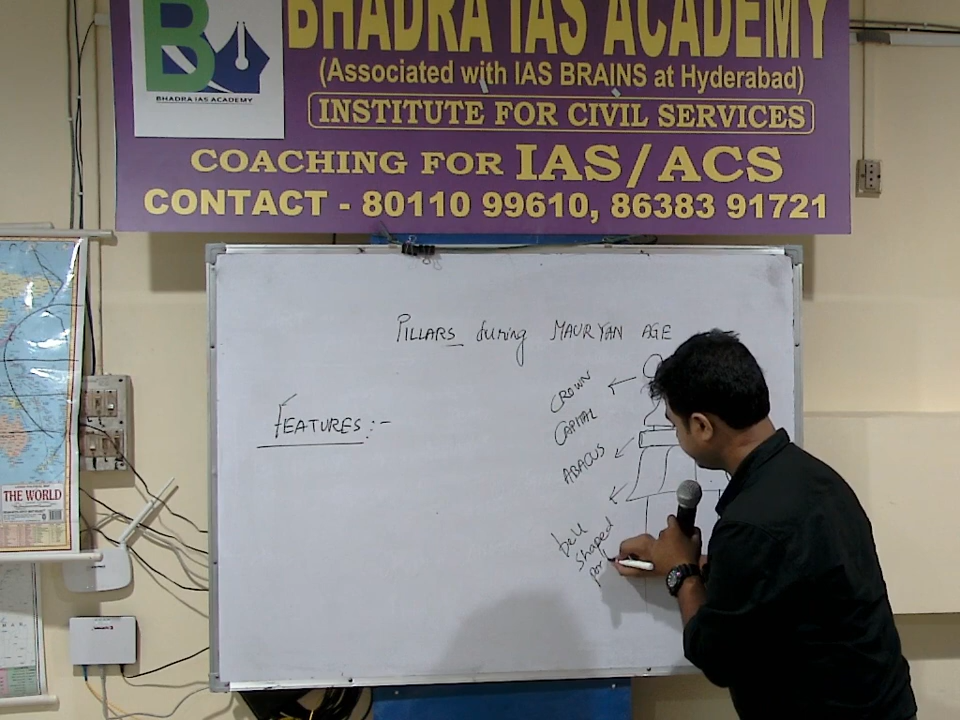 BHADRA IAS ACADEMY
BHADRA IAS ACADEMY
(Associated with IAS BRAINS at Hyderabad)
INSTITUTE FOR CIVIL SERVICES
COACHING FOR IAS/ACS
CONTACT - 80110 99610, 86383 91721
PILLARS during MAURYAN AGE
FEATURES :-
CROWN
CAPITAL
ABACUS
bell
shaped
THE WORLD